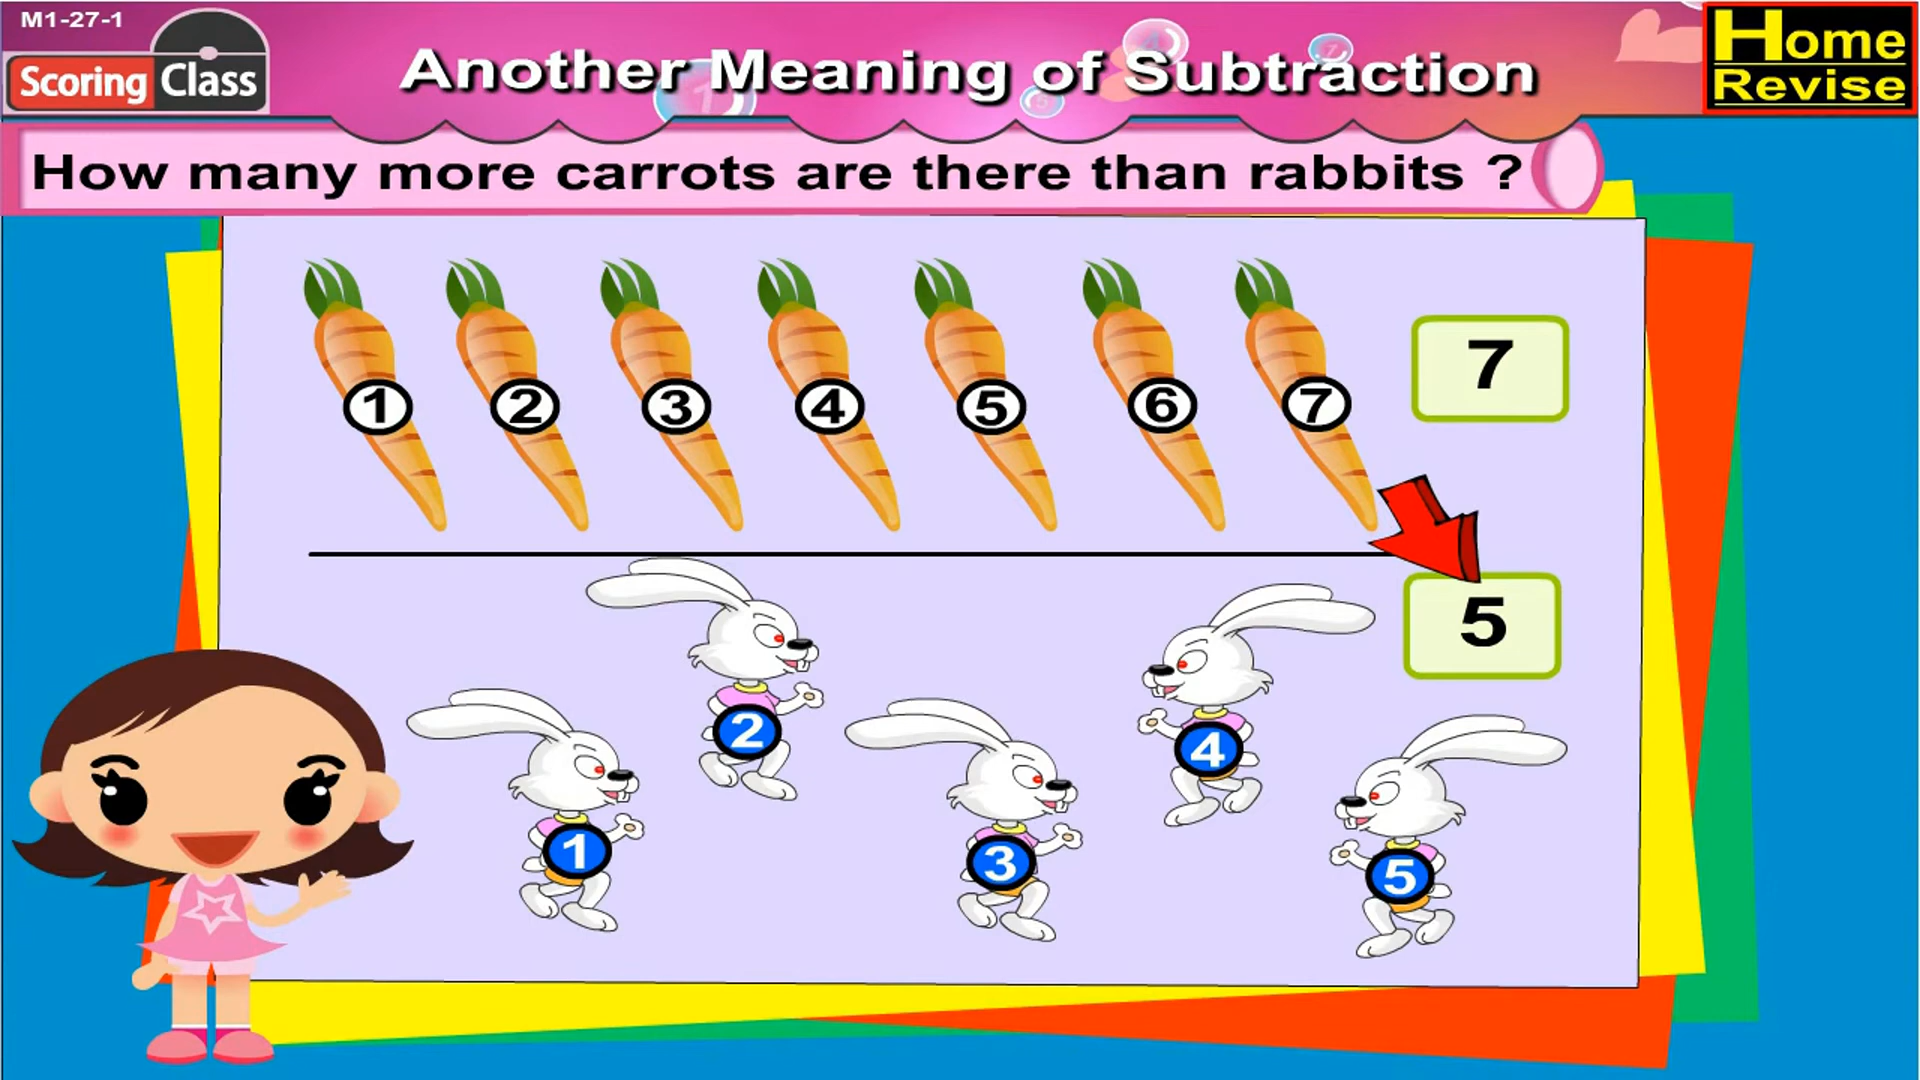 M1-27-1
Scoring Class
Another Meaning of Subtraction
Home
Revise
How many more carrots are there than rabbits ?
1 2 3 4 5 6 7
7
5
2
4
1
3
5